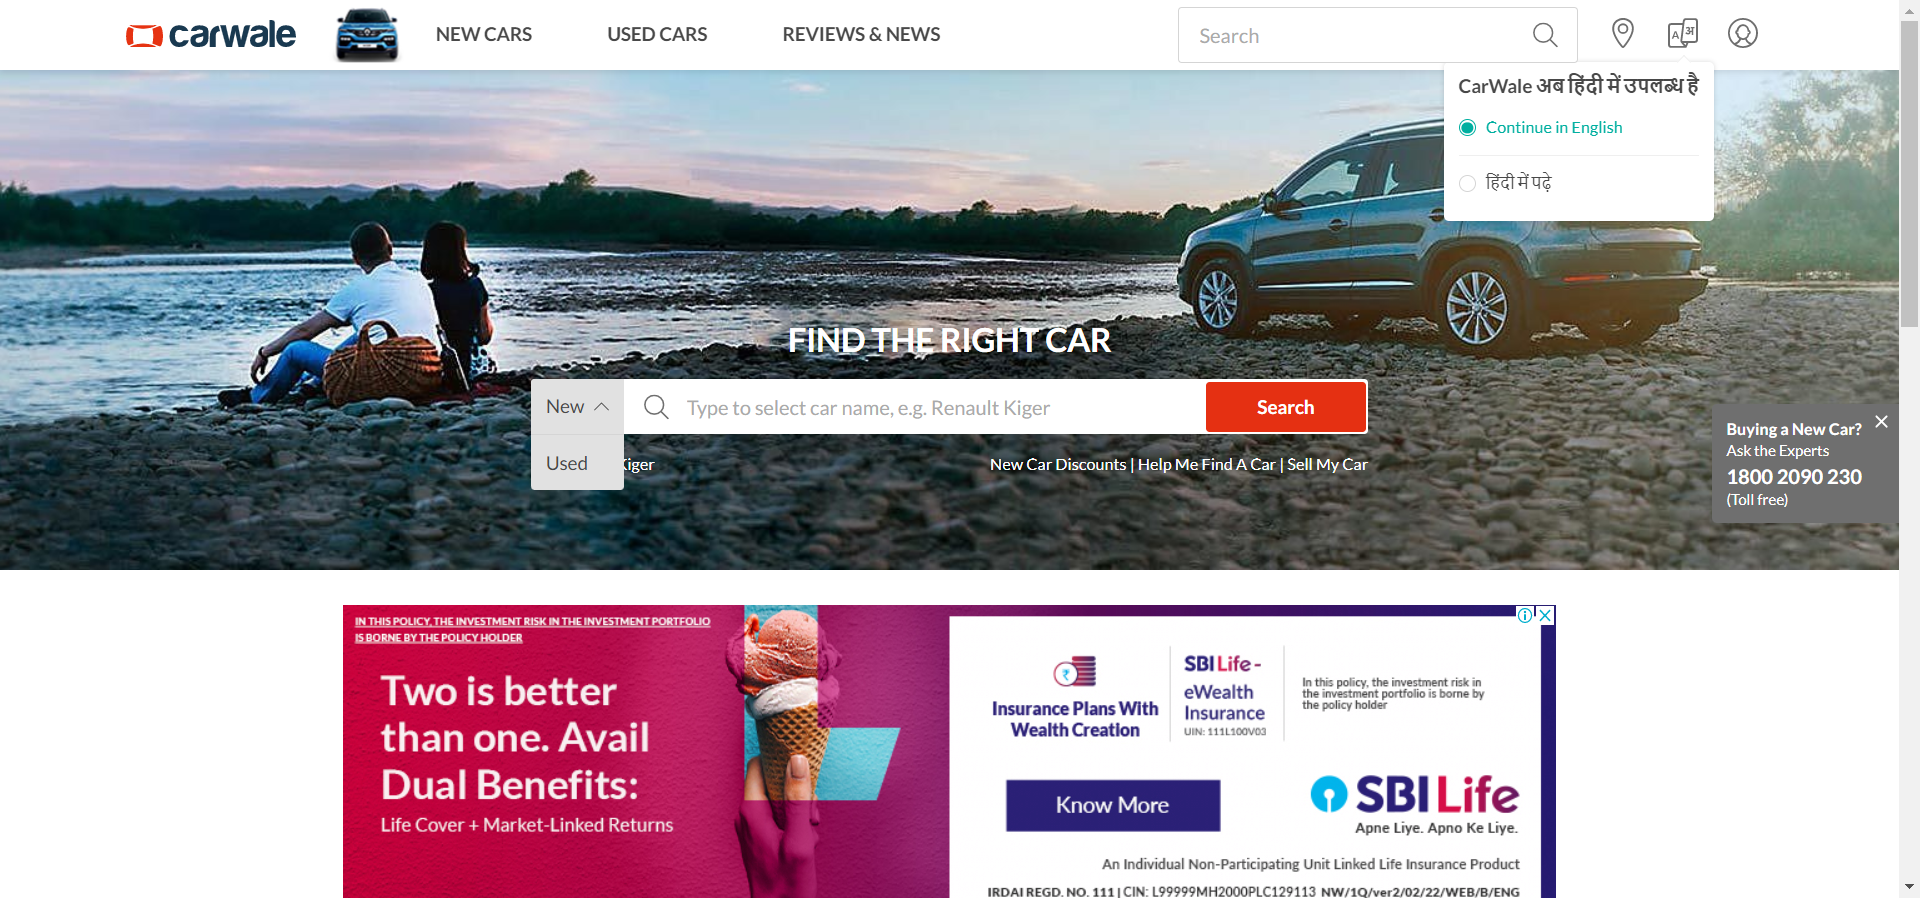 carwale
NEW CARS
USED CARS
REVIEWS & NEWS
Search
CarWale अब हिंदी में उपलब्ध है
Continue in English
हिंदी में पढ़े
FIND THE RIGHT CAR
New
Type to select car name, e.g. Renault Kiger
Search
Used
Kiger
New Car Discounts | Help Me Find A Car | Sell My Car
Buying a New Car?
Ask the Experts
1800 2090 230
(Toll free)
IN THIS POLICY, THE INVESTMENT RISK IN THE INVESTMENT PORTFOLIO
IS BORNE BY THE POLICY HOLDER
Two is better
than one. Avail
Dual Benefits:
Life Cover + Market-Linked Returns
Insurance Plans With
Wealth Creation
SBI Life -
eWealth
Insurance
UIN: 111L100V03
In this policy, the investment risk in
the investment portfolio is borne by
the policy holder
Know More
SBI Life
Apne Liye. Apno Ke Liye.
An Individual Non-Participating Unit Linked Life Insurance Product
IRDAI REGD. NO. 111 | CIN: L99999MH2000PLC129113 NW/1Q/ver2/02/22/WEB/B/ENG